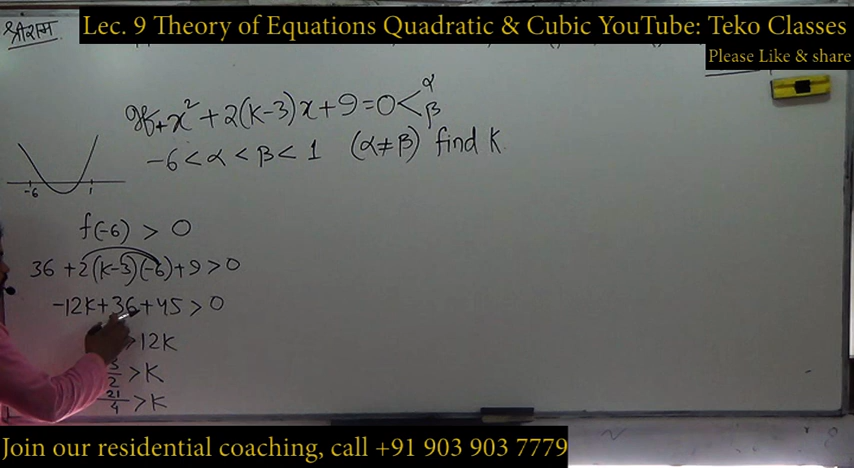 Lec. 9 Theory of Equations Quadratic & Cubic YouTube: Teko Classes
Please Like & share
श्रीराम
If x² + 2(K-3)x + 9 = 0 < α β
-6 < α < β < 1 (α ≠ β) find K.
-6 1
f(-6) > 0
36 + 2(K-3)(-6) + 9 > 0
-12K + 36 + 45 > 0
> 12K
2 > K
21/4 > K
Join our residential coaching, call +91 903 903 7779